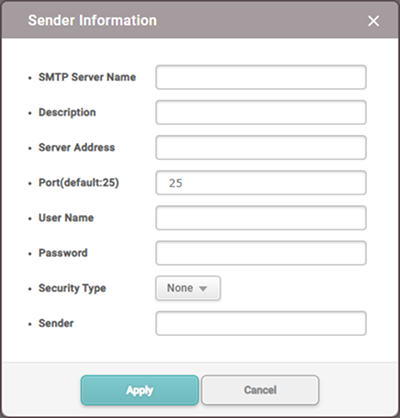 Sender Information
• SMTP Server Name
• Description
• Server Address
• Port(default:25) 25
• User Name
• Password
• Security Type None
• Sender
Apply Cancel